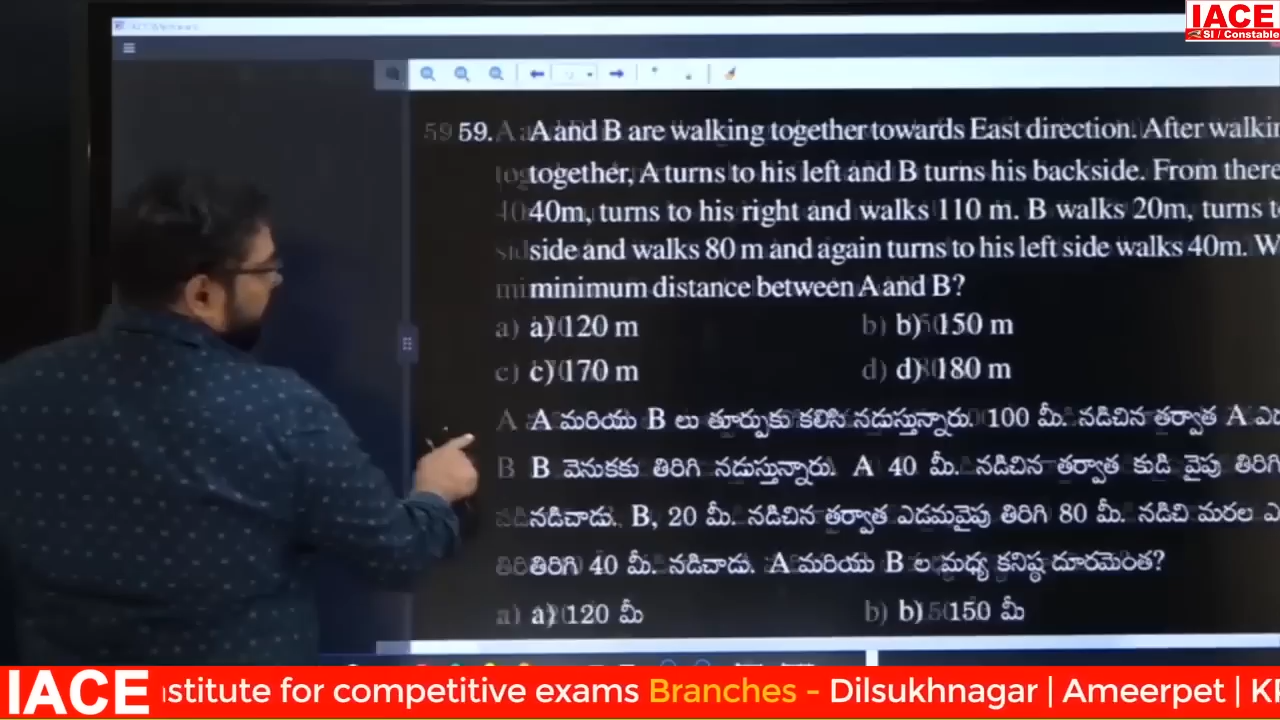 IACE
SI / Constable
59. A and B are walking together towards East direction. After walki
together, A turns to his left and B turns his backside. From there
40m, turns to his right and walks 110 m. B walks 20m, turns t
side and walks 80 m and again turns to his left side walks 40m. W
minimum distance between A and B?
a) 120 m b) 150 m
c) 170 m d) 180 m
A మరియు B లు తూర్పుకు కలిసి నడుస్తున్నారు. 100 మీ. నడిచిన తర్వాత A ఎ
B వెనుకకు తిరిగి నడుస్తున్నారు. A 40 మీ. నడిచిన తర్వాత కుడి వైపు తిరిగి
నడిచాడు. B, 20 మీ. నడిచిన తర్వాత ఎడమవైపు తిరిగి 80 మీ. నడిచి మరల ఎ
తిరిగి 40 మీ. నడిచాడు. A మరియు B ల మధ్య కనిష్ఠ దూరమెంత?
a) 120 మీ b) 150 మీ
IACE nstitute for competitive exams Branches - Dilsukhnagar | Ameerpet | KP